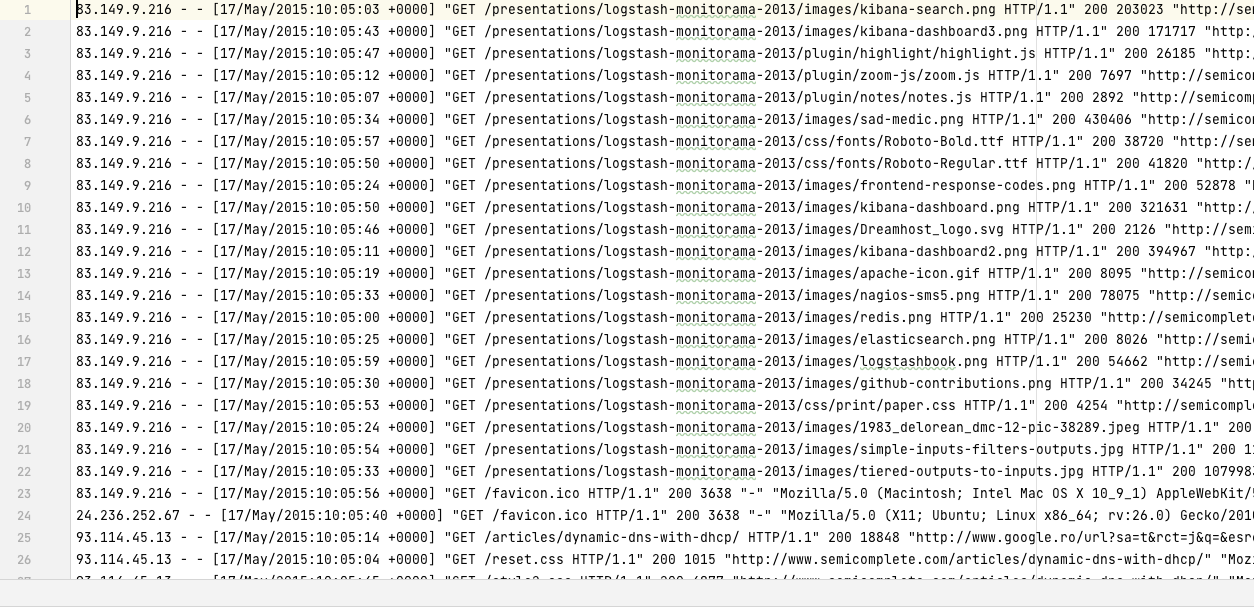 1 83.149.9.216 - - [17/May/2015:10:05:03 +0000] "GET /presentations/logstash-monitorama-2013/images/kibana-search.png HTTP/1.1" 200 203023 "http://
2 83.149.9.216 - - [17/May/2015:10:05:43 +0000] "GET /presentations/logstash-monitorama-2013/images/kibana-dashboard3.png HTTP/1.1" 200 171717 "http:
3 83.149.9.216 - - [17/May/2015:10:05:47 +0000] "GET /presentations/logstash-monitorama-2013/plugin/highlight/highlight.js HTTP/1.1" 200 26185 "http:/
4 83.149.9.216 - - [17/May/2015:10:05:12 +0000] "GET /presentations/logstash-monitorama-2013/plugin/zoom-js/zoom.js HTTP/1.1" 200 7697 "http://semico
5 83.149.9.216 - - [17/May/2015:10:05:07 +0000] "GET /presentations/logstash-monitorama-2013/plugin/notes/notes.js HTTP/1.1" 200 2892 "http://semicom
6 83.149.9.216 - - [17/May/2015:10:05:34 +0000] "GET /presentations/logstash-monitorama-2013/images/sad-medic.png HTTP/1.1" 200 430406 "http://semico
7 83.149.9.216 - - [17/May/2015:10:05:57 +0000] "GET /presentations/logstash-monitorama-2013/css/fonts/Roboto-Bold.ttf HTTP/1.1" 200 38720 "http://se
8 83.149.9.216 - - [17/May/2015:10:05:50 +0000] "GET /presentations/logstash-monitorama-2013/css/fonts/Roboto-Regular.ttf HTTP/1.1" 200 41820 "http:/
9 83.149.9.216 - - [17/May/2015:10:05:24 +0000] "GET /presentations/logstash-monitorama-2013/images/frontend-response-codes.png HTTP/1.1" 200 52878 "
10 83.149.9.216 - - [17/May/2015:10:05:50 +0000] "GET /presentations/logstash-monitorama-2013/images/kibana-dashboard.png HTTP/1.1" 200 321631 "http:/
11 83.149.9.216 - - [17/May/2015:10:05:46 +0000] "GET /presentations/logstash-monitorama-2013/images/Dreamhost_logo.svg HTTP/1.1" 200 2126 "http://sem
12 83.149.9.216 - - [17/May/2015:10:05:11 +0000] "GET /presentations/logstash-monitorama-2013/images/kibana-dashboard2.png HTTP/1.1" 200 394967 "http:
13 83.149.9.216 - - [17/May/2015:10:05:19 +0000] "GET /presentations/logstash-monitorama-2013/images/apache-icon.gif HTTP/1.1" 200 8095 "http://semico
14 83.149.9.216 - - [17/May/2015:10:05:33 +0000] "GET /presentations/logstash-monitorama-2013/images/nagios-sms5.png HTTP/1.1" 200 78075 "http://semic
15 83.149.9.216 - - [17/May/2015:10:05:00 +0000] "GET /presentations/logstash-monitorama-2013/images/redis.png HTTP/1.1" 200 25230 "http://semicomplete
16 83.149.9.216 - - [17/May/2015:10:05:25 +0000] "GET /presentations/logstash-monitorama-2013/images/elasticsearch.png HTTP/1.1" 200 8026 "http://semi
17 83.149.9.216 - - [17/May/2015:10:05:59 +0000] "GET /presentations/logstash-monitorama-2013/images/logstashbook.png HTTP/1.1" 200 54662 "http://semi
18 83.149.9.216 - - [17/May/2015:10:05:30 +0000] "GET /presentations/logstash-monitorama-2013/images/github-contributions.png HTTP/1.1" 200 34245 "htt
19 83.149.9.216 - - [17/May/2015:10:05:53 +0000] "GET /presentations/logstash-monitorama-2013/css/print/paper.css HTTP/1.1" 200 4254 "http://semicompl
20 83.149.9.216 - - [17/May/2015:10:05:24 +0000] "GET /presentations/logstash-monitorama-2013/images/1983_delorean_dmc-12-pic-38289.jpeg HTTP/1.1" 200
21 83.149.9.216 - - [17/May/2015:10:05:54 +0000] "GET /presentations/logstash-monitorama-2013/images/simple-inputs-filters-outputs.jpg HTTP/1.1" 200 1
22 83.149.9.216 - - [17/May/2015:10:05:33 +0000] "GET /presentations/logstash-monitorama-2013/images/tiered-outputs-to-inputs.jpg HTTP/1.1" 200 1079983
23 83.149.9.216 - - [17/May/2015:10:05:56 +0000] "GET /favicon.ico HTTP/1.1" 200 3638 "-" "Mozilla/5.0 (Macintosh; Intel Mac OS X 10_9_1) AppleWebKit/
24 24.236.252.67 - - [17/May/2015:10:05:40 +0000] "GET /favicon.ico HTTP/1.1" 200 3638 "-" "Mozilla/5.0 (X11; Ubuntu; Linux x86_64; rv:26.0) Gecko/2010
25 93.114.45.13 - - [17/May/2015:10:05:14 +0000] "GET /articles/dynamic-dns-with-dhcp/ HTTP/1.1" 200 18848 "http://www.google.ro/url?sa=t&rct=j&q=&esr
26 93.114.45.13 - - [17/May/2015:10:05:04 +0000] "GET /reset.css HTTP/1.1" 200 1015 "http://www.semicomplete.com/articles/dynamic-dns-with-dhcp/" "Moz